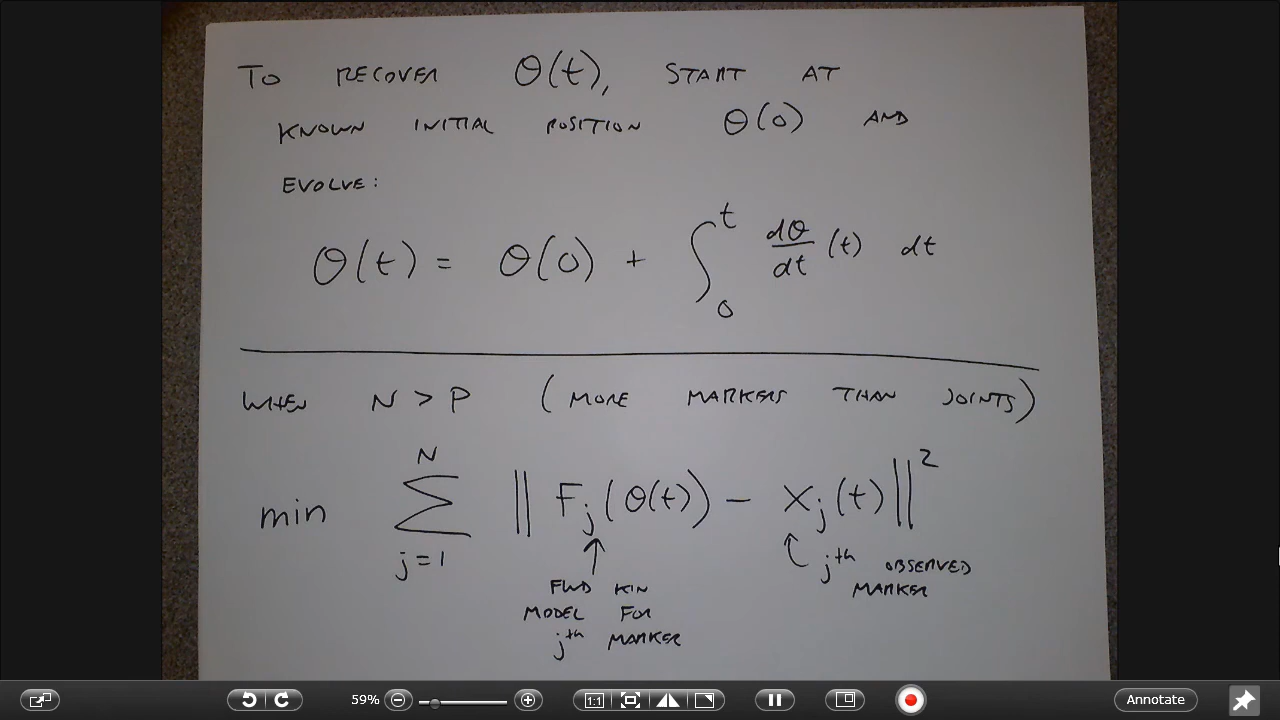 TO RECOVER θ(t), START AT
KNOWN INITIAL POSITION θ(0) AND
EVOLVE:
θ(t) = θ(0) + ∫₀ᵗ dθ/dt (t) dt
WHEN N > P (MORE MARKERS THAN JOINTS)
min ∑_{j=1}^{N} ‖ F_j(θ(t)) − X_j(t) ‖²
↑ FWD KIN
MODEL FOR
jᵗʰ MARKER
jᵗʰ OBSERVED
MARKER
59%
1:1
Annotate